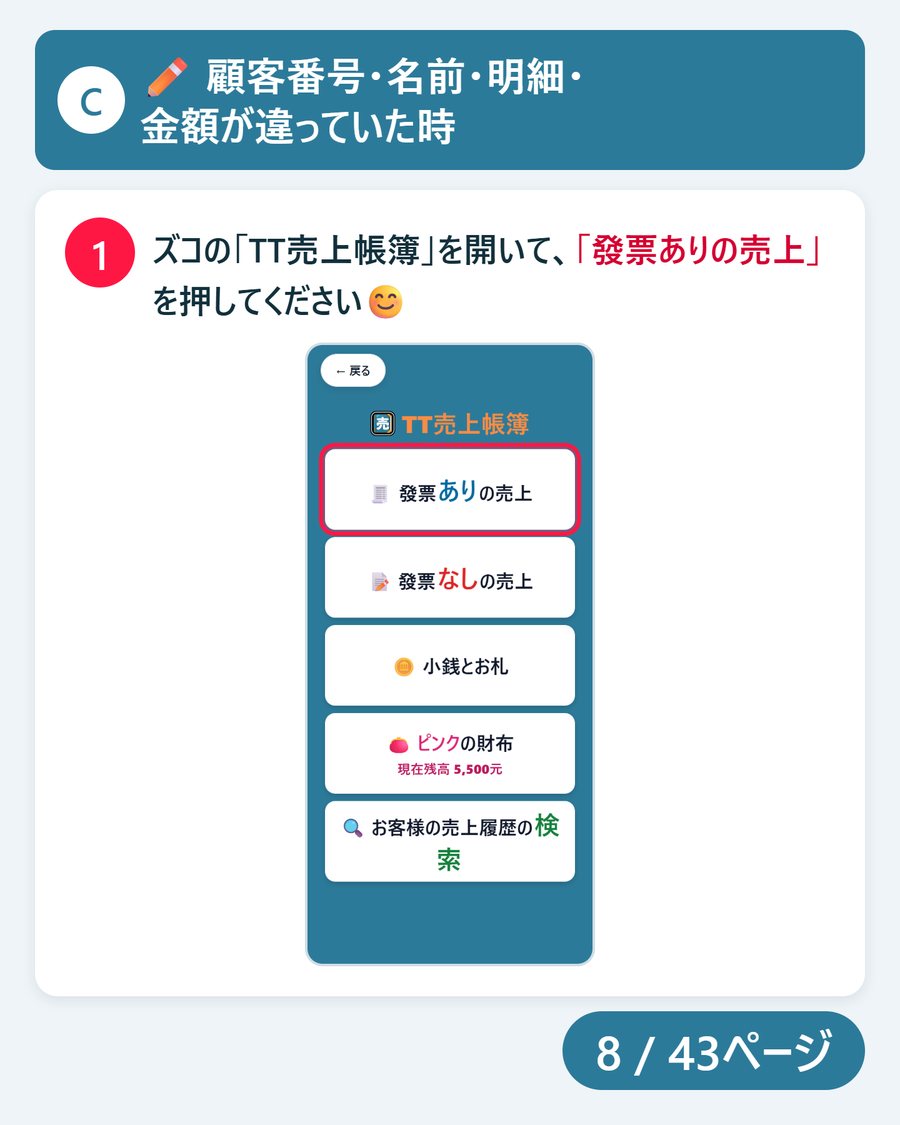 C
顧客番号・名前・明細・
金額が違っていた時
1
ズコの「TT売上帳簿」を開いて、「發票ありの売上」
を押してください
← 戻る
売 TT売上帳簿
發票ありの売上
發票なしの売上
小銭とお札
ピンクの財布
現在残高 5,500元
お客様の売上履歴の検
索
8 / 43ページ